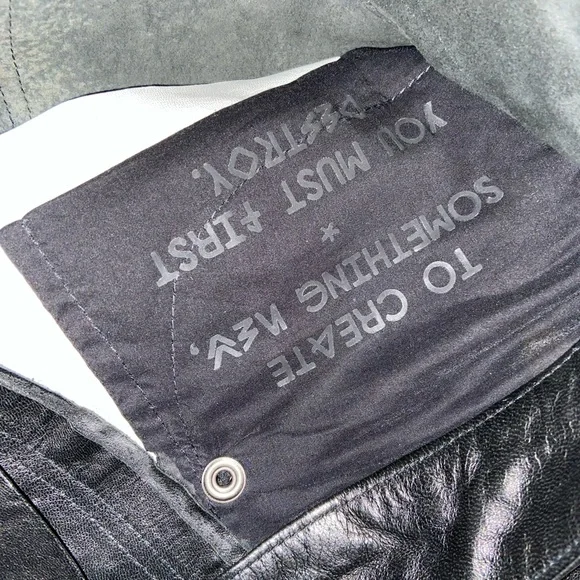 TO CREATE
SOMETHING NEW,
*
YOU MUST FIRST
DESTROY.